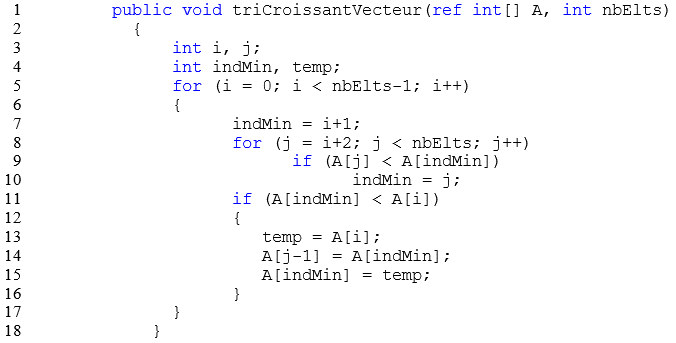 1 public void triCroissantVecteur(ref int[] A, int nbElts)
2 {
3 int i, j;
4 int indMin, temp;
5 for (i = 0; i < nbElts-1; i++)
6 {
7 indMin = i+1;
8 for (j = i+2; j < nbElts; j++)
9 if (A[j] < A[indMin])
10 indMin = j;
11 if (A[indMin] < A[i])
12 {
13 temp = A[i];
14 A[j-1] = A[indMin];
15 A[indMin] = temp;
16 }
17 }
18 }